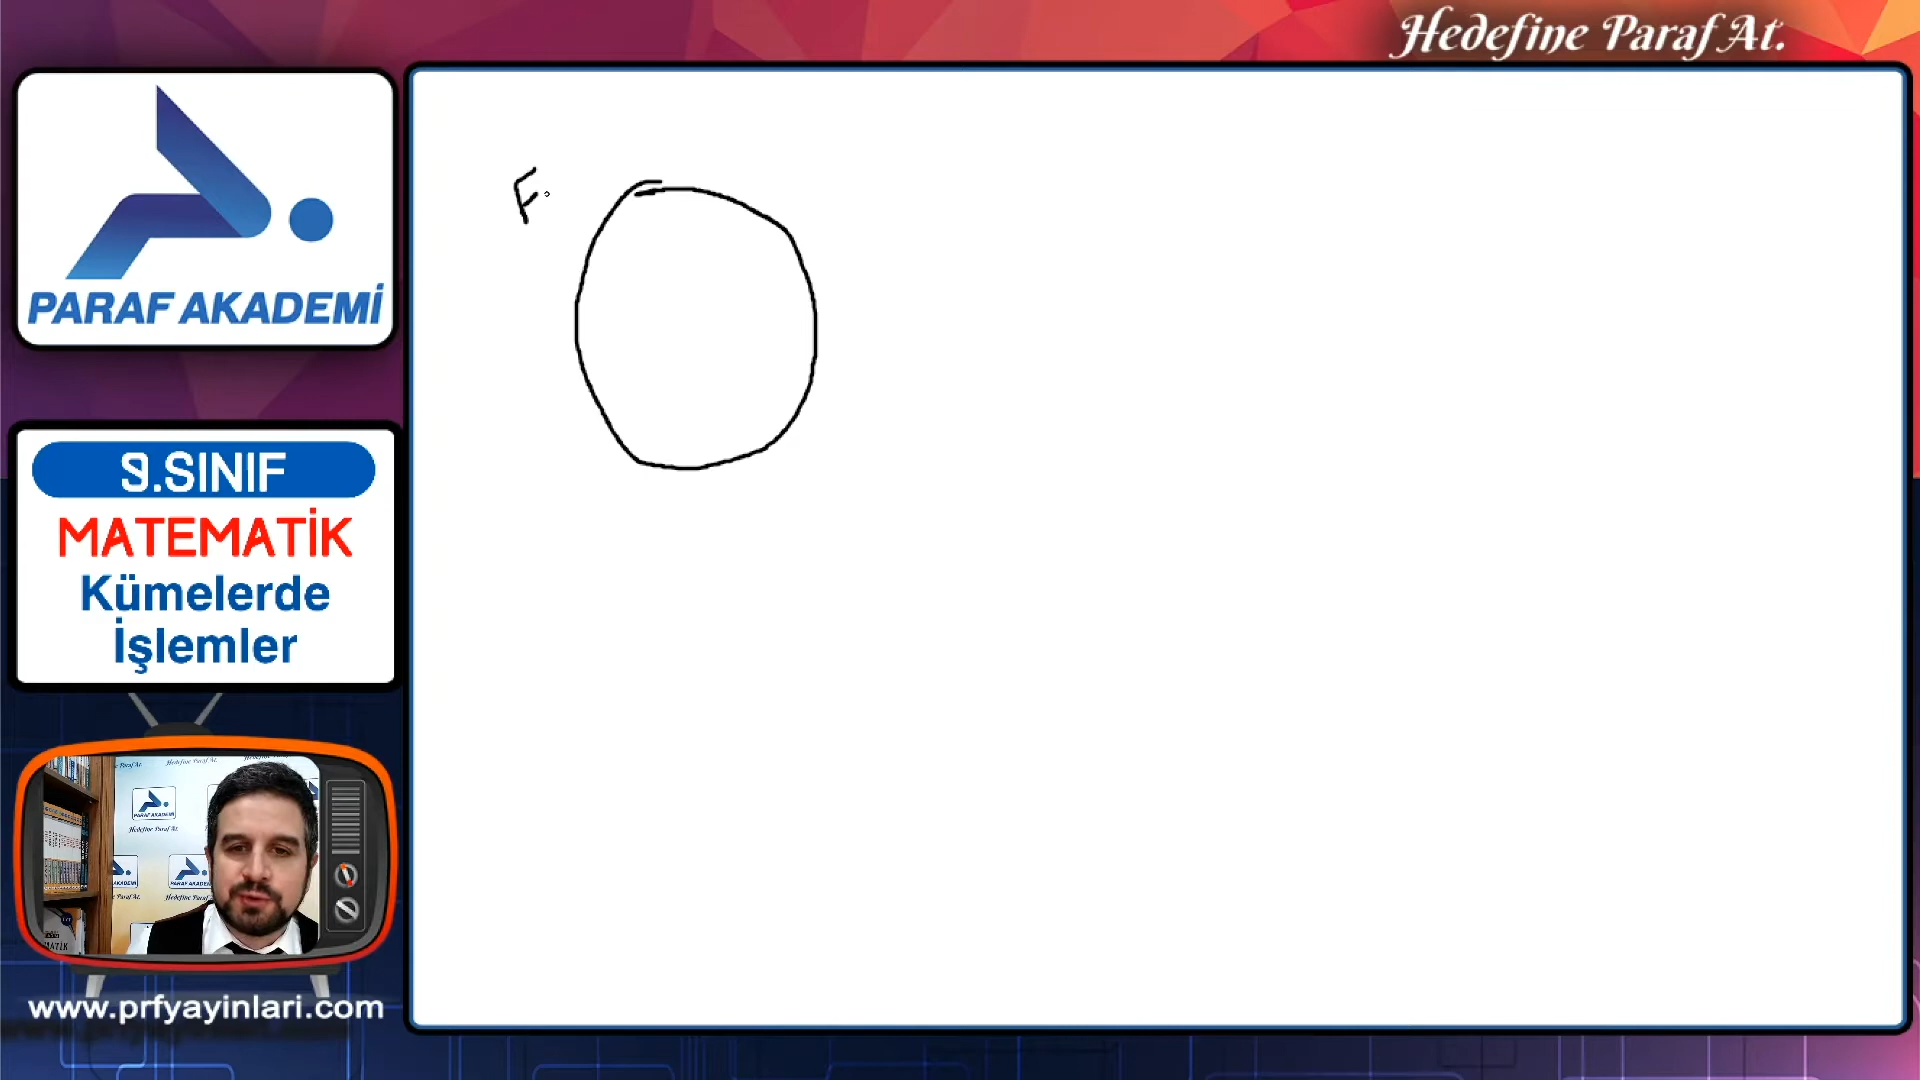 Hedefine Paraf At.
PARAF AKADEMİ
F.
9.SINIF
MATEMATİK
Kümelerde
İşlemler
www.prfyayinlari.com